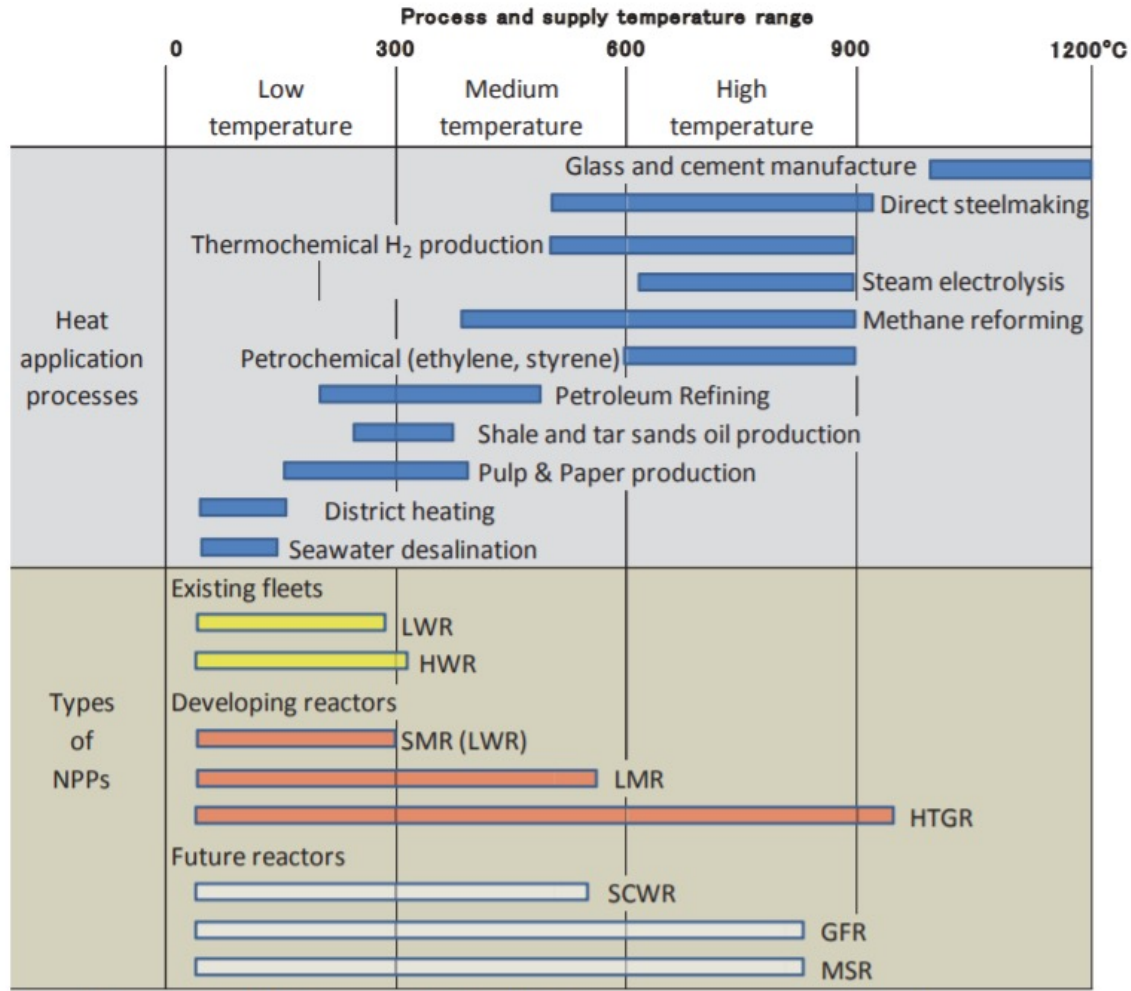 Process and supply temperature range
0 300 600 900 1200°C
Low temperature
Medium temperature
High temperature
Heat application processes
Glass and cement manufacture
Direct steelmaking
Thermochemical H₂ production
Steam electrolysis
Methane reforming
Petrochemical (ethylene, styrene)
Petroleum Refining
Shale and tar sands oil production
Pulp & Paper production
District heating
Seawater desalination
Types of NPPs
Existing fleets
LWR
HWR
Developing reactors
SMR (LWR)
LMR
HTGR
Future reactors
SCWR
GFR
MSR